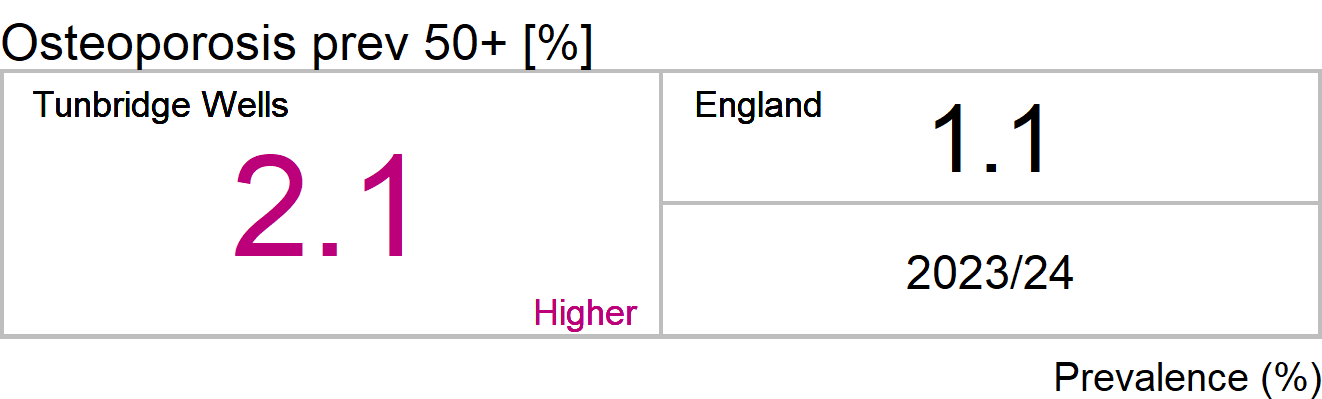 Osteoporosis prev 50+ [%]
Tunbridge Wells
2.1
Higher
England
1.1
2023/24
Prevalence (%)